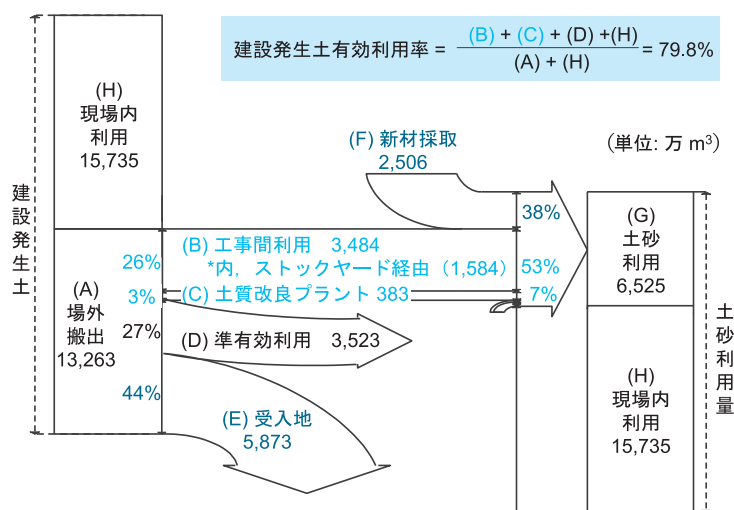 建設発生土有効利用率 = (B) + (C) + (D) +(H) / (A) + (H) = 79.8%
(単位: 万 m³)
建設発生土
(H)
現場内
利用
15,735
(A)
場外
搬出
13,263
26%
3%
27%
44%
(F) 新材採取
2,506
(B) 工事間利用 3,484
*内，ストックヤード経由（1,584）
(C) 土質改良プラント 383
(D) 準有効利用 3,523
(E) 受入地
5,873
38%
53%
7%
(G)
土砂
利用
6,525
(H)
現場内
利用
15,735
土砂利用量